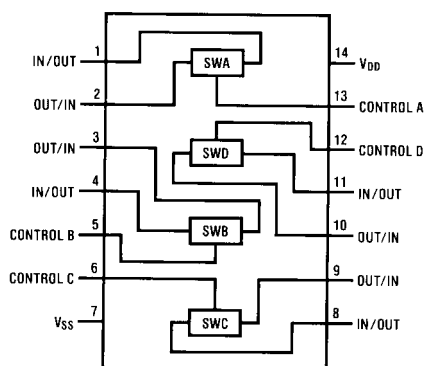 1
IN/OUT
SWA
14
VDD
2
OUT/IN
13
CONTROL A
3
OUT/IN
SWD
12
CONTROL D
4
IN/OUT
11
IN/OUT
5
CONTROL B
SWB
10
OUT/IN
6
CONTROL C
9
OUT/IN
7
VSS
SWC
8
IN/OUT